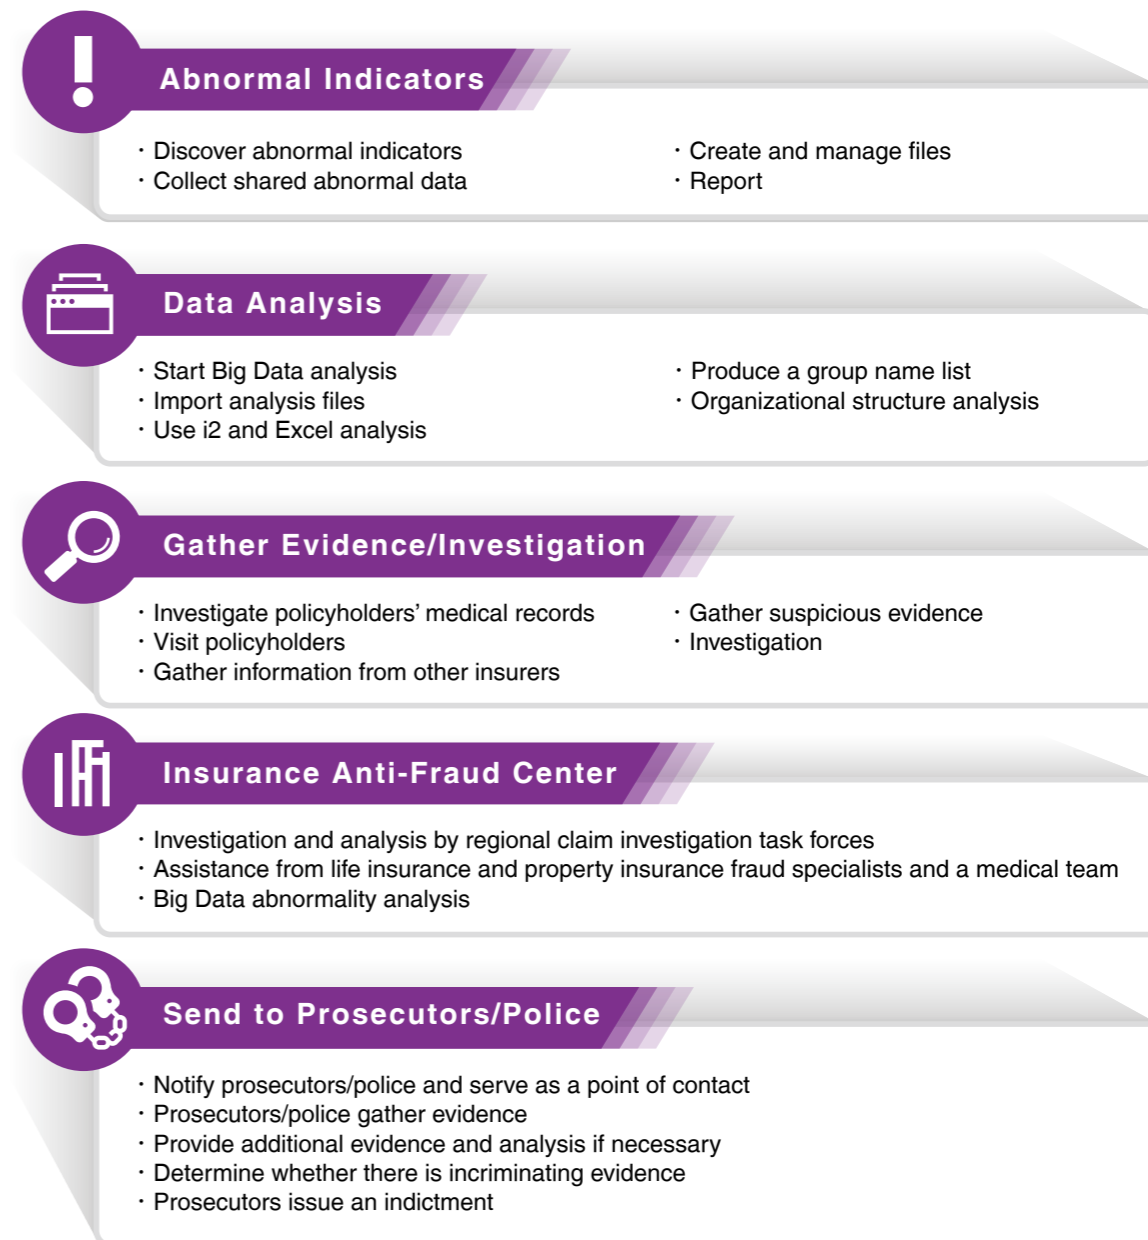 Abnormal Indicators
· Discover abnormal indicators
· Collect shared abnormal data
· Create and manage files
· Report
Data Analysis
· Start Big Data analysis
· Import analysis files
· Use i2 and Excel analysis
· Produce a group name list
· Organizational structure analysis
Gather Evidence/Investigation
· Investigate policyholders’ medical records
· Visit policyholders
· Gather information from other insurers
· Gather suspicious evidence
· Investigation
Insurance Anti-Fraud Center
· Investigation and analysis by regional claim investigation task forces
· Assistance from life insurance and property insurance fraud specialists and a medical team
· Big Data abnormality analysis
Send to Prosecutors/Police
· Notify prosecutors/police and serve as a point of contact
· Prosecutors/police gather evidence
· Provide additional evidence and analysis if necessary
· Determine whether there is incriminating evidence
· Prosecutors issue an indictment